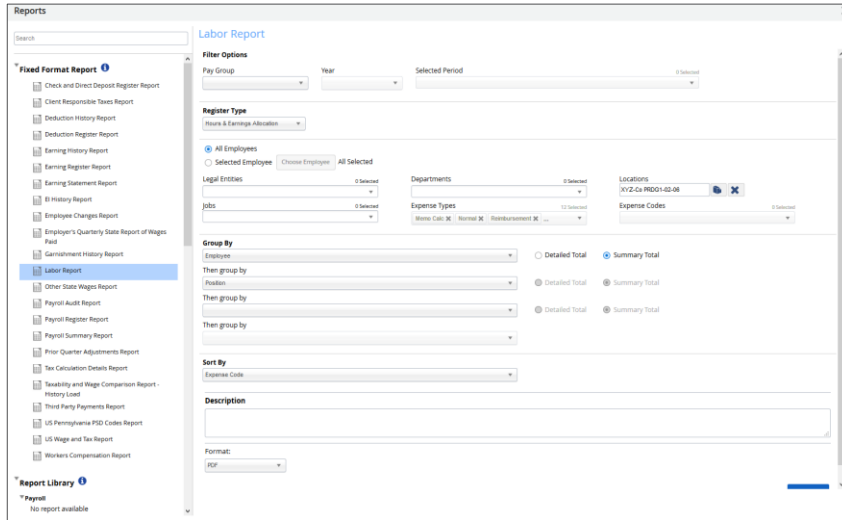 Reports
Search
Fixed Format Report
Check and Direct Deposit Register Report
Client Responsible Taxes Report
Deduction History Report
Deduction Register Report
Earning History Report
Earning Register Report
Earning Statement Report
EI History Report
Employee Changes Report
Employer's Quarterly State Report of Wages
Paid
Garnishment History Report
Labor Report
Other State Wages Report
Payroll Audit Report
Payroll Register Report
Payroll Summary Report
Prior Quarter Adjustments Report
Tax Calculation Details Report
Taxability and Wage Comparison Report -
History Load
Third Party Payments Report
US Pennsylvania PSD Codes Report
US Wage and Tax Report
Workers Compensation Report
Report Library
Payroll
No report available
Labor Report
Filter Options
Pay Group Year Selected Period 0 Selected
Register Type
Hours & Earnings Allocation
All Employees
Selected Employee Choose Employee All Selected
Legal Entities 0 Selected Departments 0 Selected Locations
XYZ-Co PRDG1-02-06
Jobs 0 Selected Expense Types 12 Selected Expense Codes 0 Selected
Memo Calc Normal Reimbursement ...
Group By
Employee Detailed Total Summary Total
Then group by
Position Detailed Total Summary Total
Then group by
Detailed Total Summary Total
Then group by
Sort By
Expense Code
Description
Format:
PDF